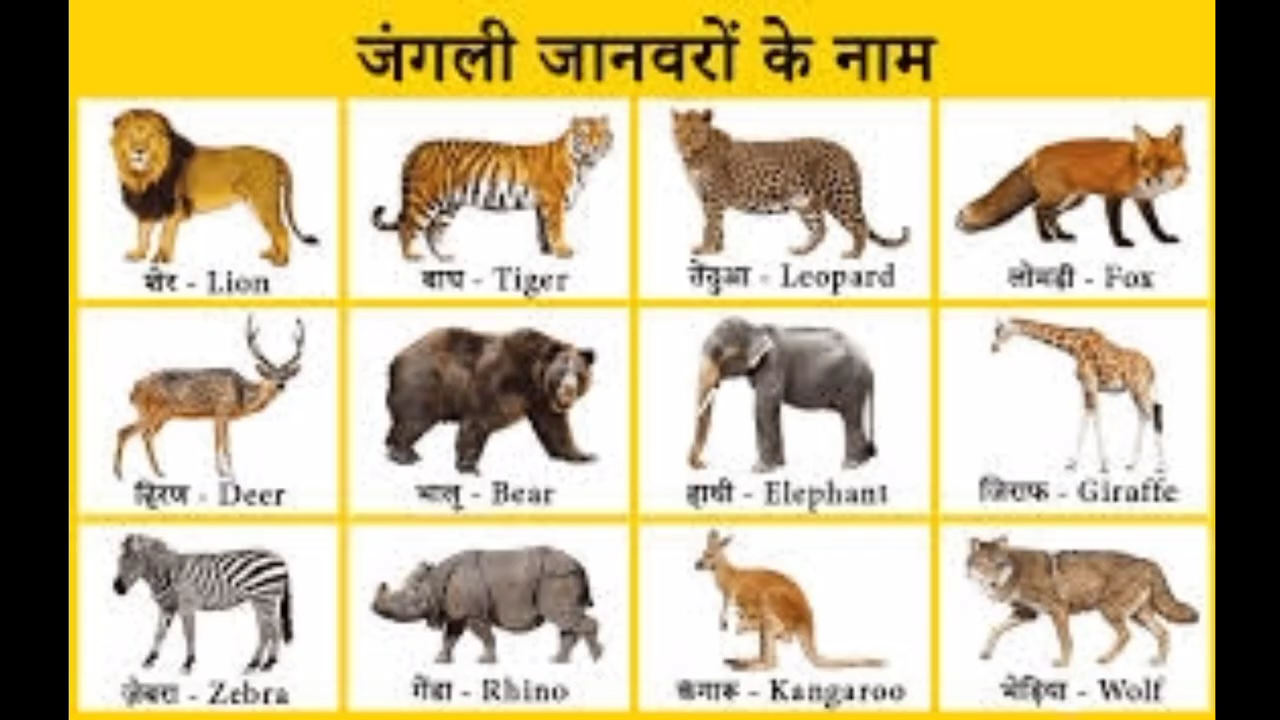 जंगली जानवरों के नाम
शेर - Lion
बाघ - Tiger
तेंदुआ - Leopard
लोमड़ी - Fox
हिरण - Deer
भालू - Bear
हाथी - Elephant
जिराफ - Giraffe
ज़ेबरा - Zebra
गेंडा - Rhino
कंगारू - Kangaroo
भेड़िया - Wolf